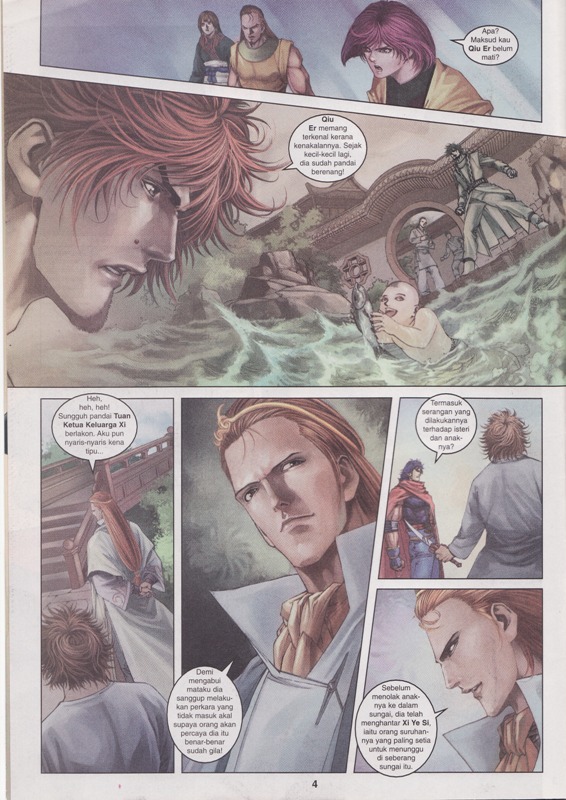 Apa?
Maksud kau
Qiu Er belum
mati?
Qiu
Er memang
terkenal kerana
kenakalannya. Sejak
kecil-kecil lagi,
dia sudah pandai
berenang!
Heh,
heh, heh!
Sungguh pandai Tuan
Ketua Keluarga Xi
berlakon. Aku pun
nyaris-nyaris kena
tipu...
Demi
mengabui
mataku dia
sanggup melaku-
kan perkara yang
tidak masuk akal
supaya orang akan
percaya dia itu
benar-benar
sudah gila!
Termasuk
serangan yang
dilakukannya
terhadap isteri
dan anak-
nya?
Sebelum
menolak anak-
nya ke dalam
sungai, dia telah
menghantar Xi Ye Si,
iaitu orang suruhan-
nya yang paling setia
untuk menunggu
di seberang
sungai itu.
4